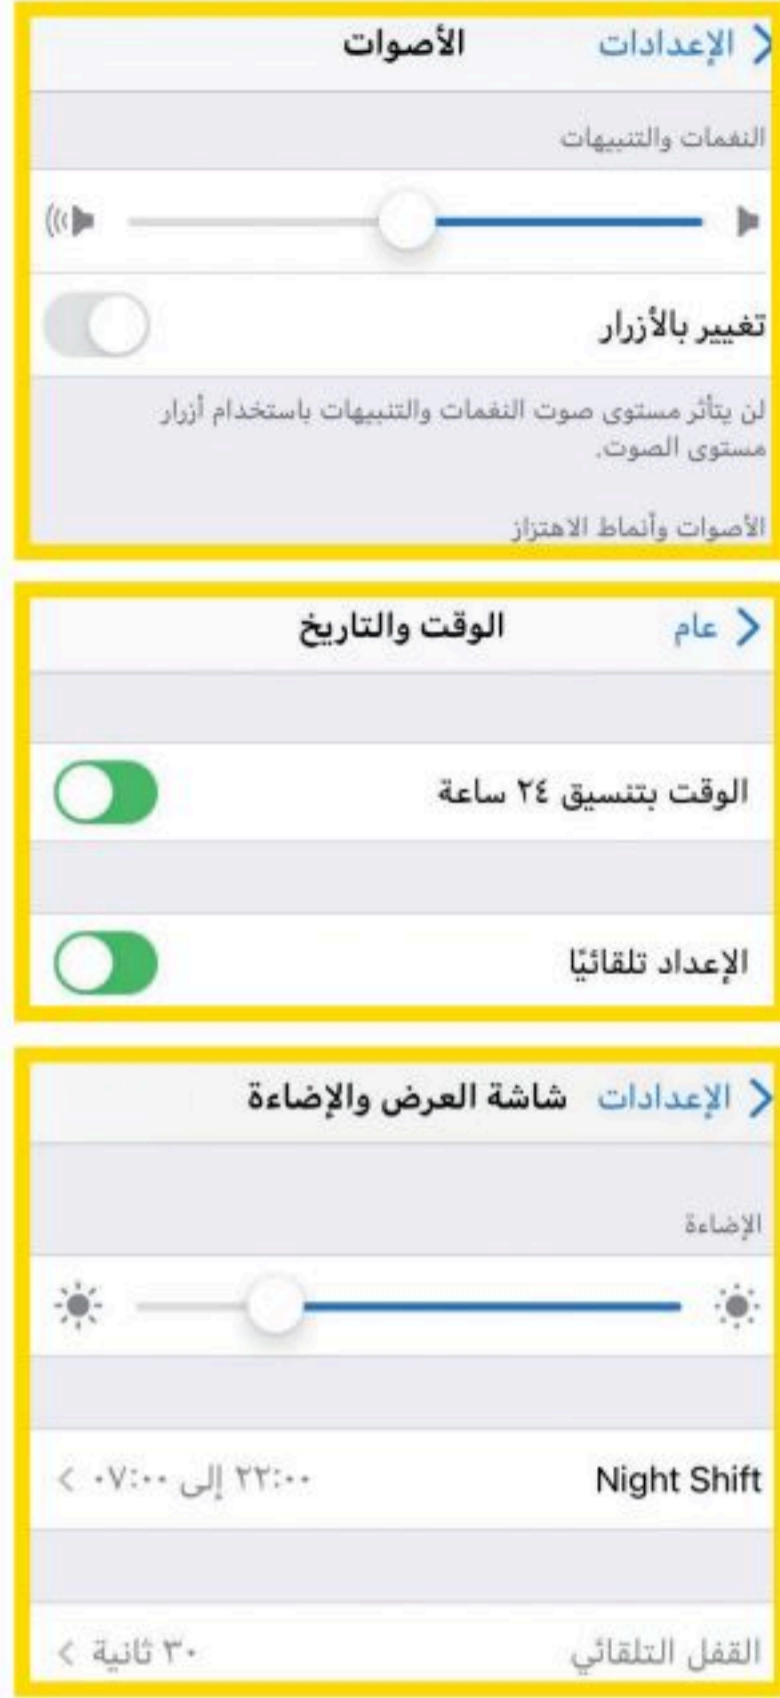 الإعدادات
الأصوات
النغمات والتنبيهات
تغيير بالأزرار
لن يتأثر مستوى صوت النغمات والتنبيهات باستخدام أزرار
مستوى الصوت.
الأصوات وأنماط الاهتزاز
عام
الوقت والتاريخ
الوقت بتنسيق ٢٤ ساعة
الإعداد تلقائيًا
الإعدادات
شاشة العرض والإضاءة
الإضاءة
Night Shift
٢٢:٠٠ إلى ٠٧:٠٠
القفل التلقائي
٣٠ ثانية